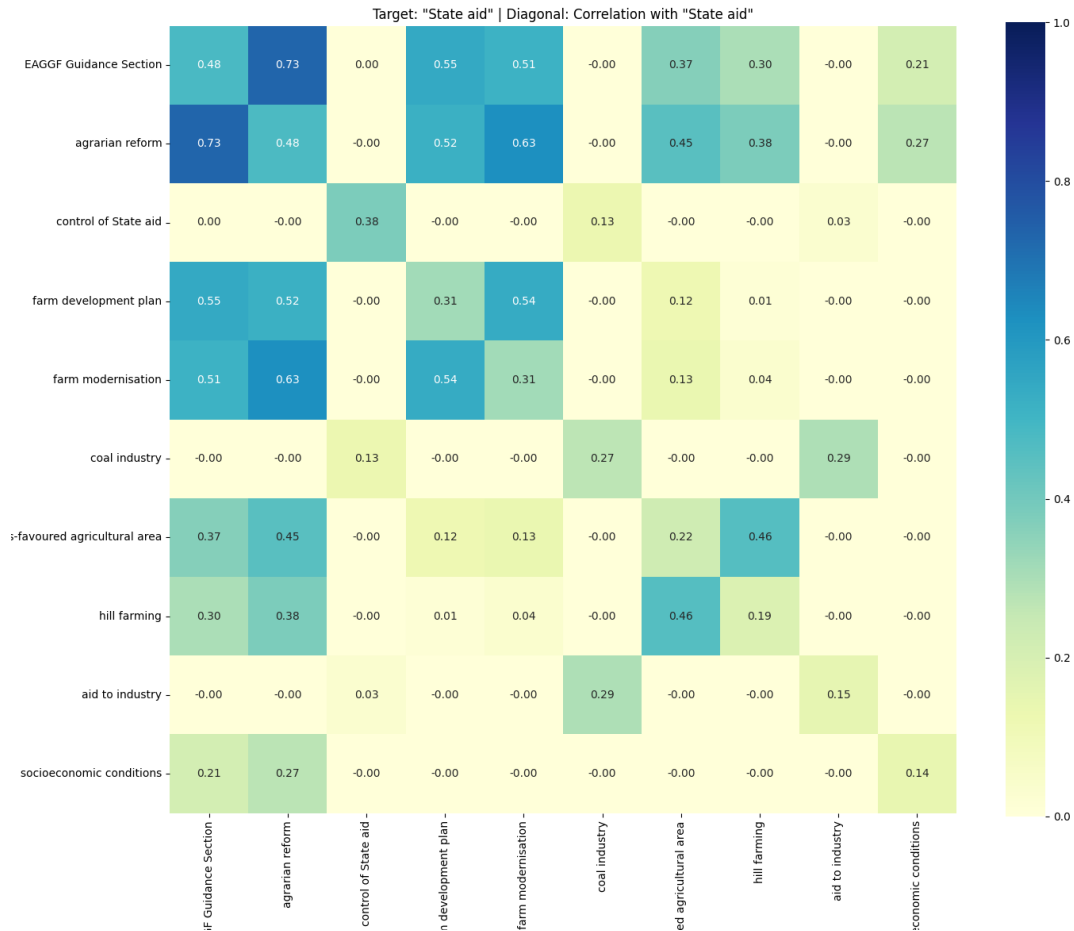 Target: "State aid" | Diagonal: Correlation with "State aid"
EAGGF Guidance Section 0.48 0.73 0.00 0.55 0.51 -0.00 0.37 0.30 -0.00 0.21
agrarian reform 0.73 0.48 -0.00 0.52 0.63 -0.00 0.45 0.38 -0.00 0.27
control of State aid 0.00 -0.00 0.38 -0.00 -0.00 0.13 -0.00 -0.00 0.03 -0.00
farm development plan 0.55 0.52 -0.00 0.31 0.54 -0.00 0.12 0.01 -0.00 -0.00
farm modernisation 0.51 0.63 -0.00 0.54 0.31 -0.00 0.13 0.04 -0.00 -0.00
coal industry -0.00 -0.00 0.13 -0.00 -0.00 0.27 -0.00 -0.00 0.29 -0.00
s-favoured agricultural area 0.37 0.45 -0.00 0.12 0.13 -0.00 0.22 0.46 -0.00 -0.00
hill farming 0.30 0.38 -0.00 0.01 0.04 -0.00 0.46 0.19 -0.00 -0.00
aid to industry -0.00 -0.00 0.03 -0.00 -0.00 0.29 -0.00 -0.00 0.15 -0.00
socioeconomic conditions 0.21 0.27 -0.00 -0.00 -0.00 -0.00 -0.00 -0.00 -0.00 0.14
GF Guidance Section
agrarian reform
control of State aid
m development plan
farm modernisation
coal industry
ed agricultural area
hill farming
aid to industry
economic conditions
1.0
0.8
0.6
0.4
0.2
0.0